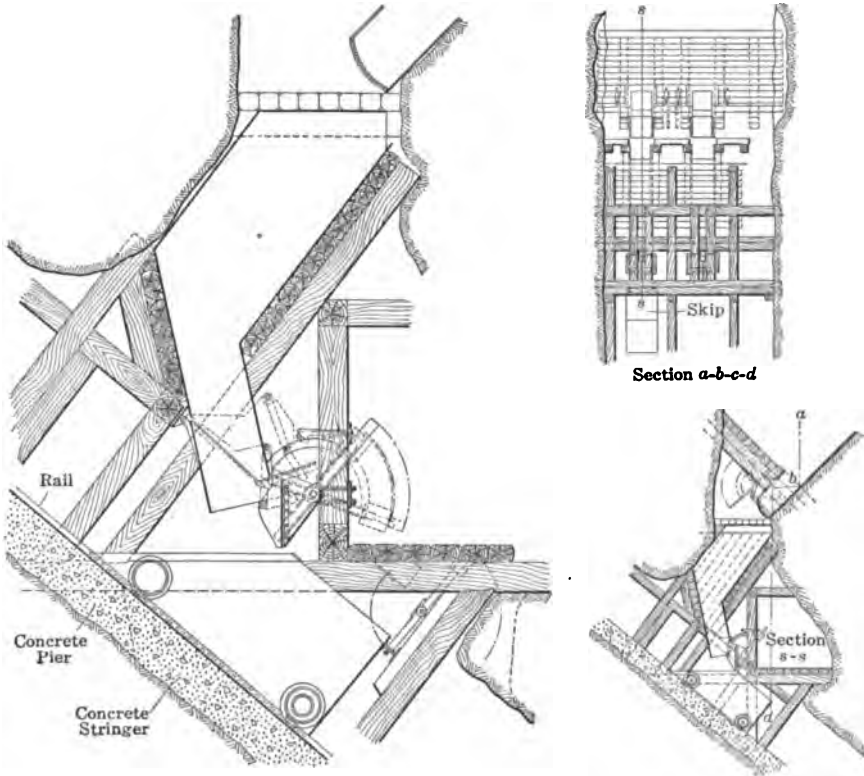 s
s
Skip
Section a-b-c-d
Rail
Concrete
Pier
Concrete
Stringer
a
b
Section
s-s
d